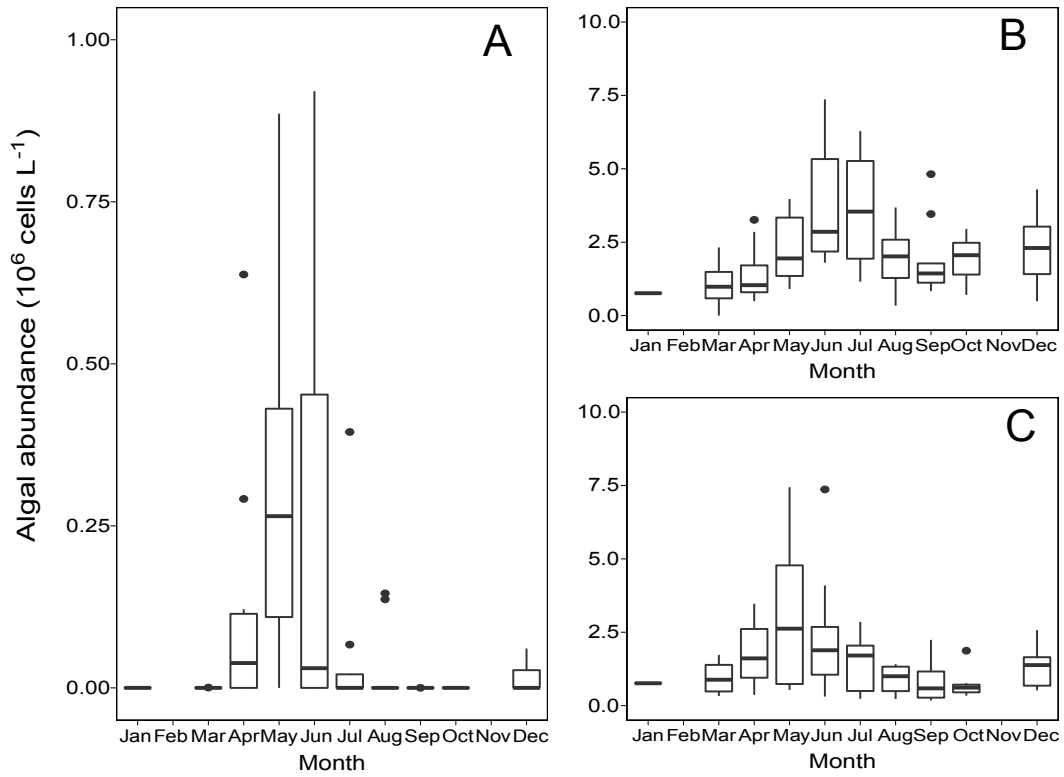 A
Algal abundance (10⁶ cells L⁻¹)
1.00
0.75
0.50
0.25
0.00
Jan Feb Mar Apr May Jun Jul Aug Sep Oct Nov Dec
Month
B
10.0
7.5
5.0
2.5
0.0
Jan Feb Mar Apr May Jun Jul Aug Sep Oct Nov Dec
Month
C
10.0
7.5
5.0
2.5
0.0
Jan Feb Mar Apr May Jun Jul Aug Sep Oct Nov Dec
Month